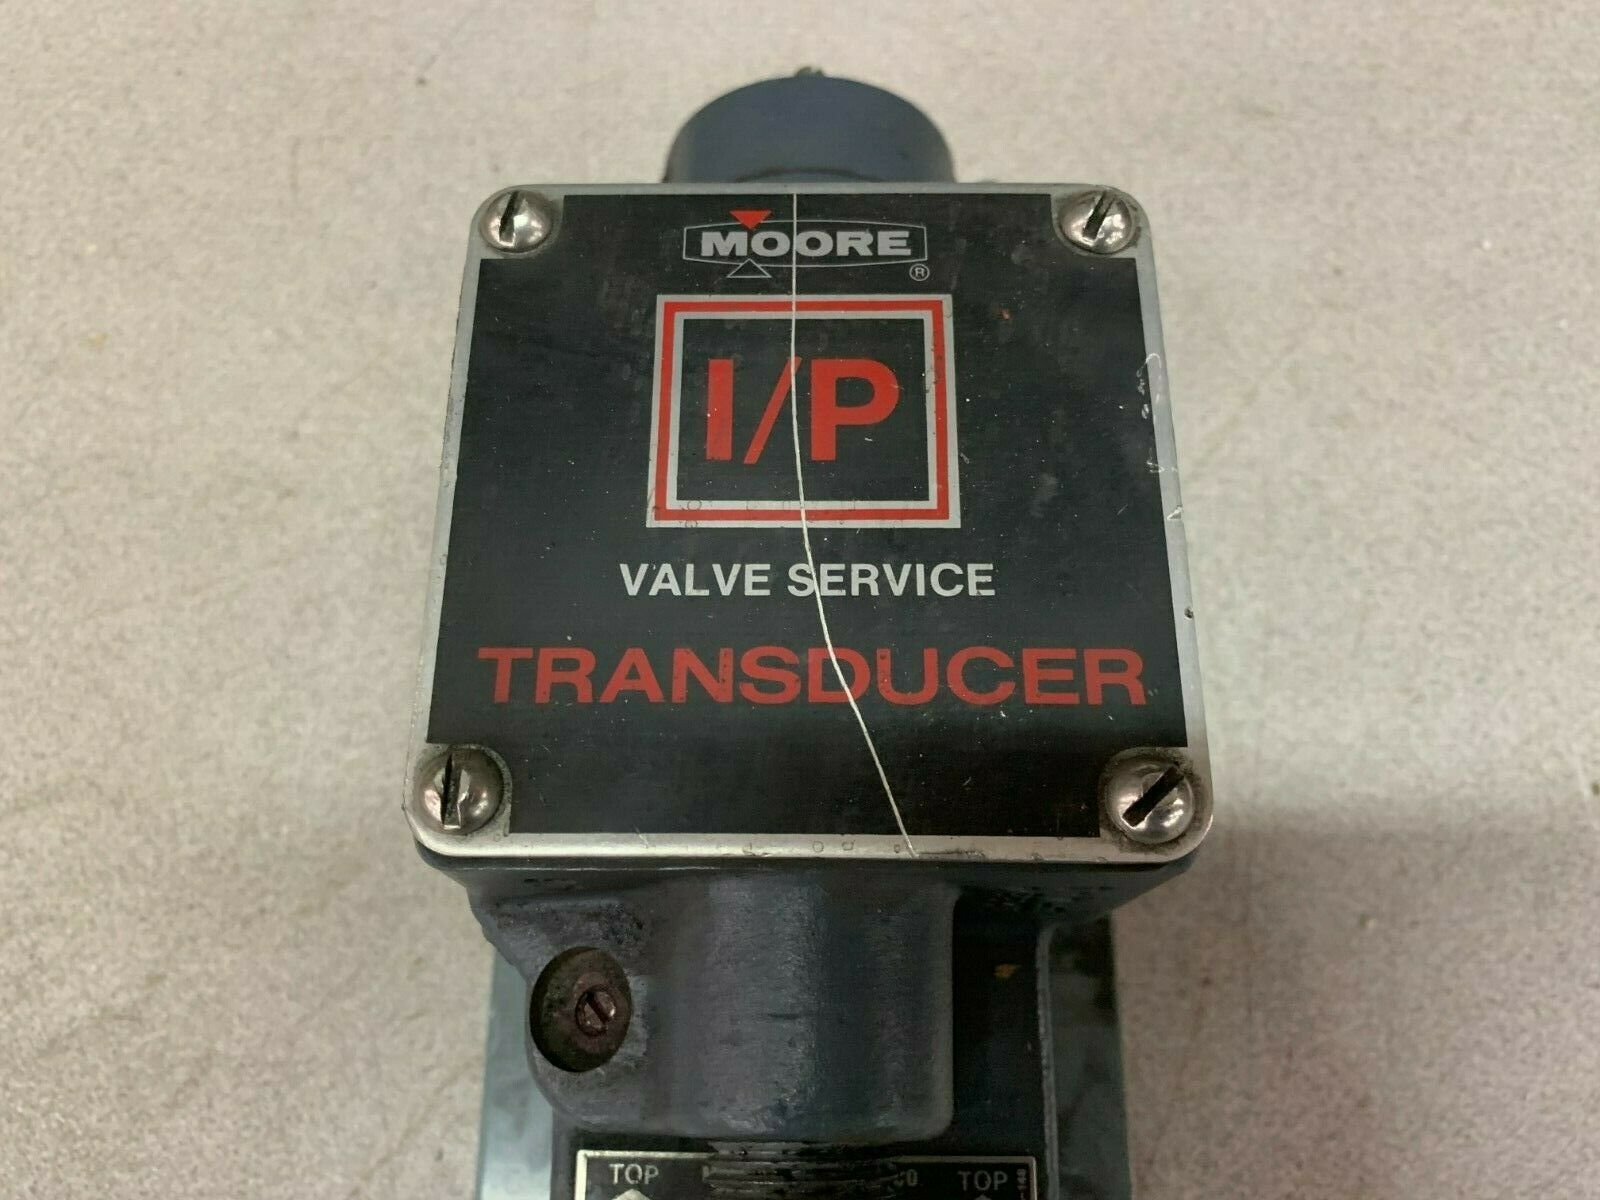 MOORE
®
I/P
VALVE SERVICE
TRANSDUCER
TOP TOP